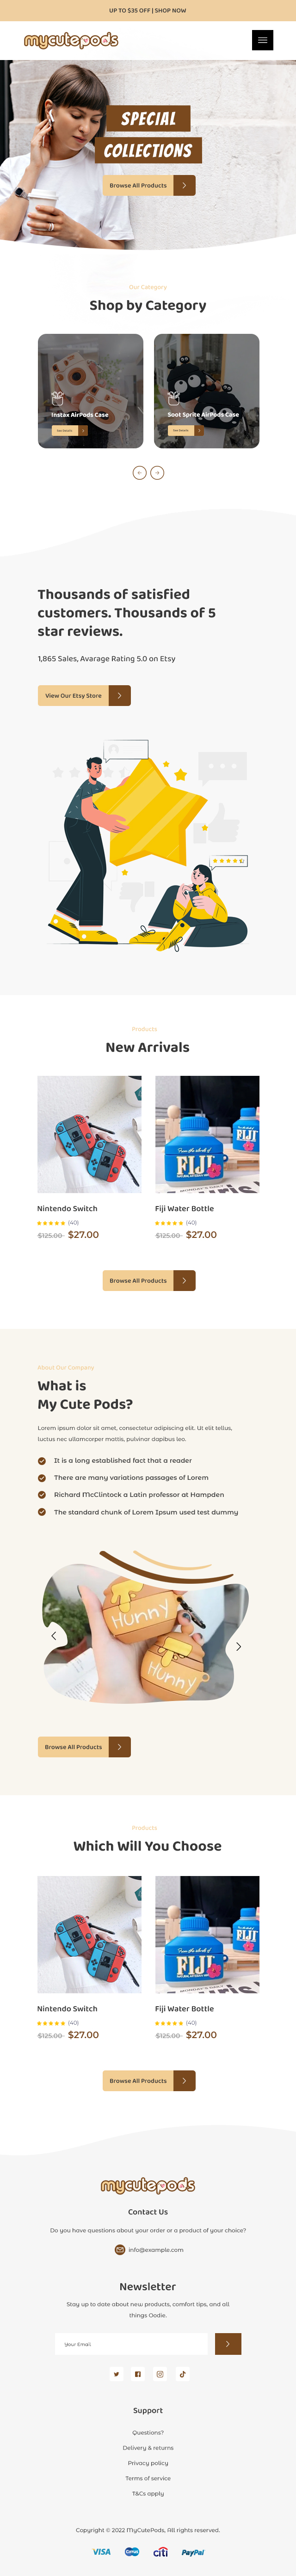 UP TO $35 OFF | SHOP NOW
mycutepods
SPECIAL
COLLECTIONS
Browse All Products
Our Category
Shop by Category
Instax AirPods Case
See Details
Soot Sprite AirPods Case
See Details
Thousands of satisfied
customers. Thousands of 5
star reviews.
1,865 Sales, Avarage Rating 5.0 on Etsy
View Our Etsy Store
Products
New Arrivals
FIJI
FIJI
Nintendo Switch
(40)
$125.00 $27.00
Fiji Water Bottle
(40)
$125.00 $27.00
Browse All Products
About Our Company
What is
My Cute Pods?
Lorem ipsum dolor sit amet, consectetur adipiscing elit. Ut elit tellus,
luctus nec ullamcorper mattis, pulvinar dapibus leo.
It is a long established fact that a reader
There are many variations passages of Lorem
Richard McClintock a Latin professor at Hampden
The standard chunk of Lorem Ipsum used test dummy
Hunny
Hunny
Browse All Products
Products
Which Will You Choose
FIJI
FIJI
Nintendo Switch
(40)
$125.00 $27.00
Fiji Water Bottle
(40)
$125.00 $27.00
Browse All Products
mycutepods
Contact Us
Do you have questions about your order or a product of your choice?
info@example.com
Newsletter
Stay up to date about new products, comfort tips, and all
things Oodie.
Your Email
Support
Questions?
Delivery & returns
Privacy policy
Terms of service
T&Cs apply
Copyright © 2022 MyCutePods, All rights reserved.
VISA
citi
PayPal